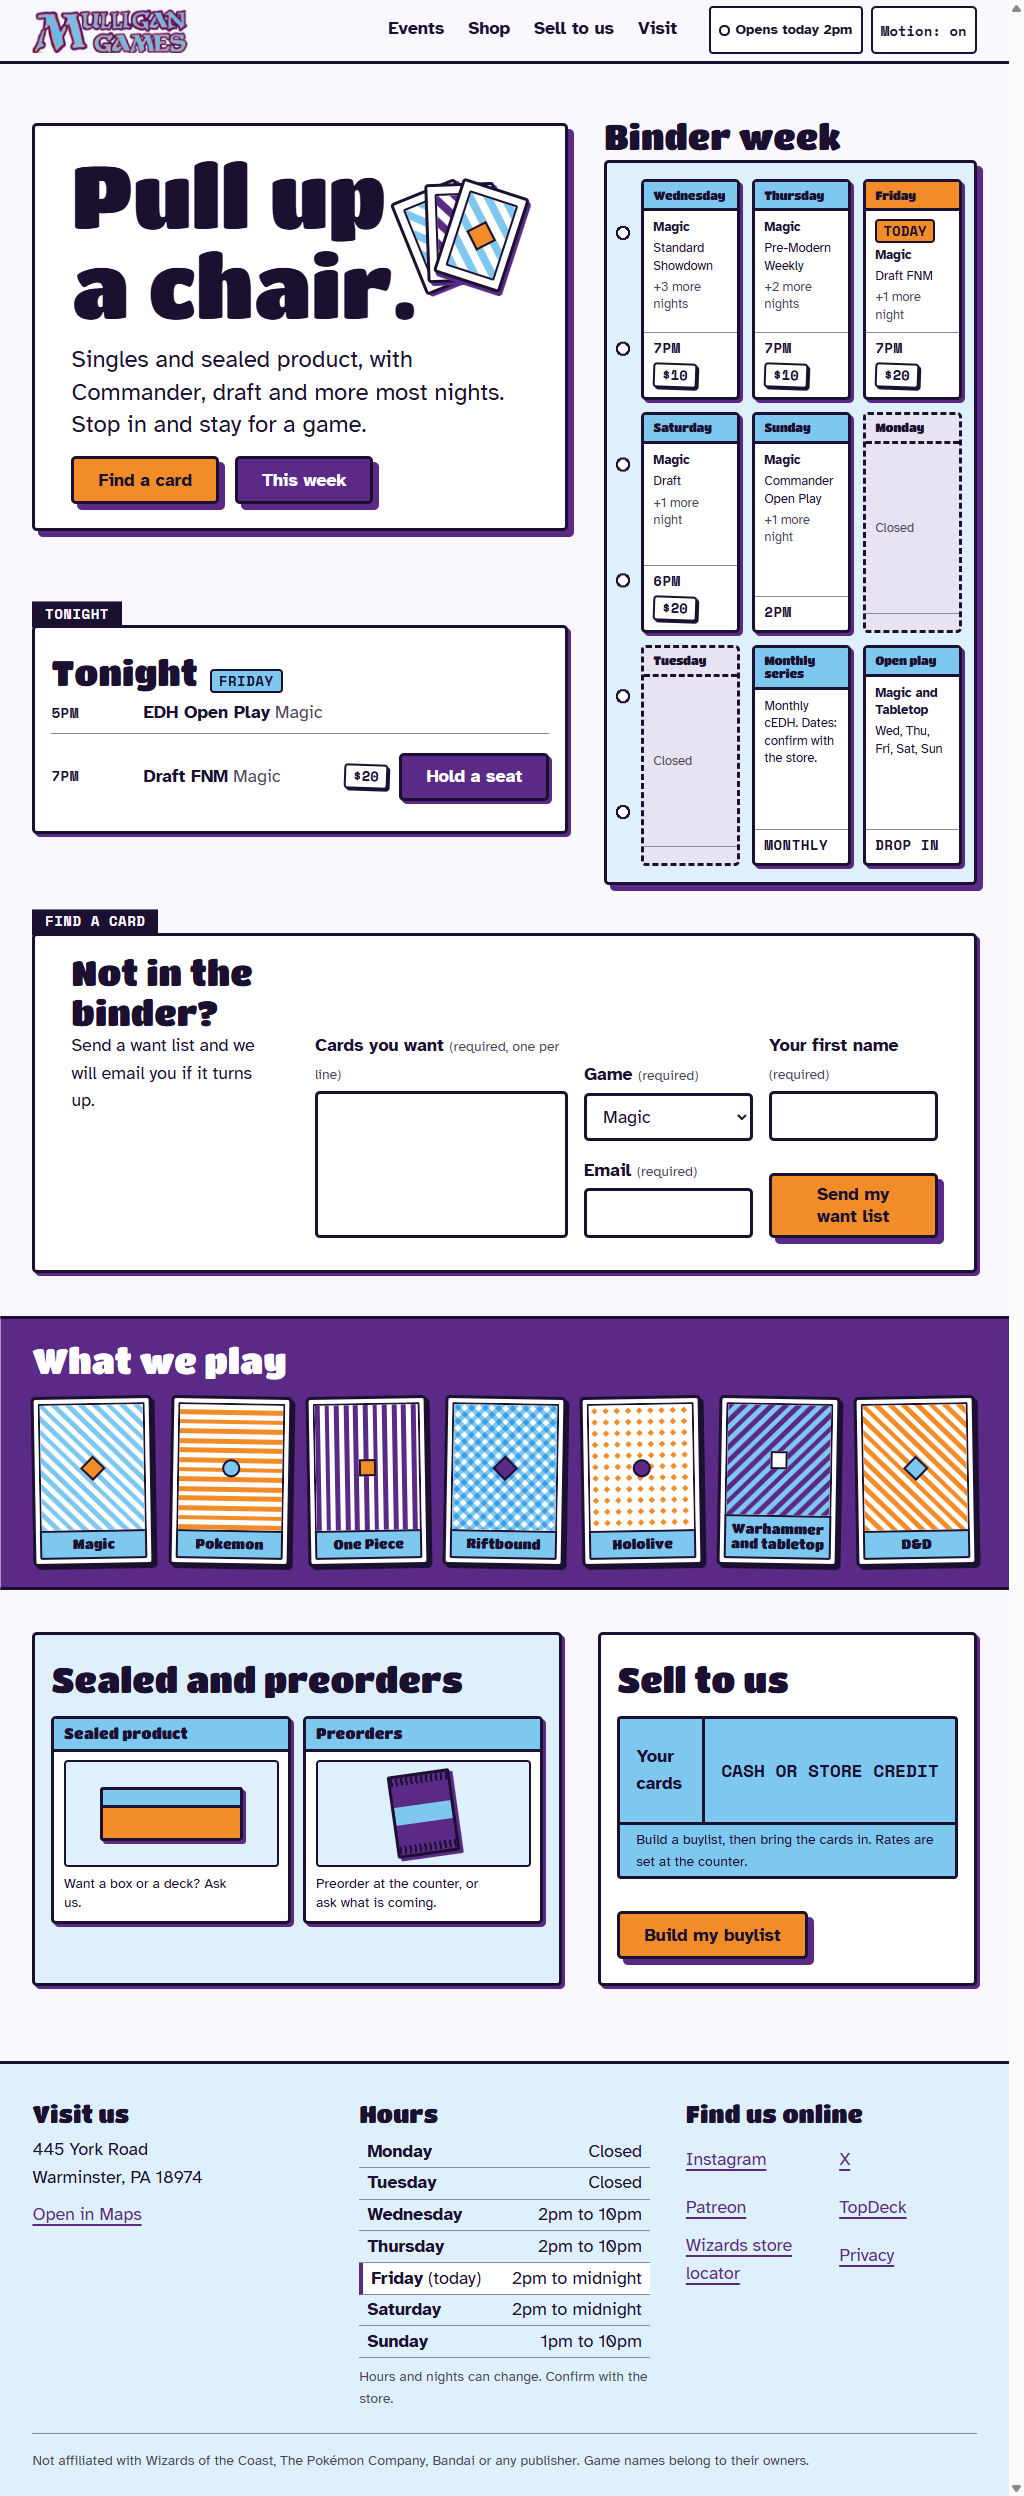 MULLIGAN
GAMES
Events
Shop
Sell to us
Visit
Opens today 2pm
Motion: on
Pull up
a chair.
Singles and sealed product, with
Commander, draft and more most nights.
Stop in and stay for a game.
Find a card
This week
Binder week
Wednesday
Magic
Standard
Showdown
+3 more
nights
7PM
$10
Thursday
Magic
Pre-Modern
Weekly
+2 more
nights
7PM
$10
Friday
TODAY
Magic
Draft FNM
+1 more
night
7PM
$20
Saturday
Magic
Draft
+1 more
night
6PM
$20
Sunday
Magic
Commander
Open Play
+1 more
night
2PM
Monday
Closed
Tuesday
Closed
Monthly
series
Monthly
cEDH. Dates:
confirm with
the store.
MONTHLY
Open play
Magic and
Tabletop
Wed, Thu,
Fri, Sat, Sun
DROP IN
TONIGHT
Tonight FRIDAY
5PM EDH Open Play Magic
7PM Draft FNM Magic $20 Hold a seat
FIND A CARD
Not in the
binder?
Send a want list and we
will email you if it turns
up.
Cards you want (required, one per
line)
Game (required)
Magic
Email (required)
Your first name
(required)
Send my
want list
What we play
Magic
Pokemon
One Piece
Riftbound
Hololive
Warhammer
and tabletop
D&D
Sealed and preorders
Sealed product
Want a box or a deck? Ask
us.
Preorders
Preorder at the counter, or
ask what is coming.
Sell to us
Your
cards
CASH OR STORE CREDIT
Build a buylist, then bring the cards in. Rates are
set at the counter.
Build my buylist
Visit us
445 York Road
Warminster, PA 18974
Open in Maps
Hours
Monday Closed
Tuesday Closed
Wednesday 2pm to 10pm
Thursday 2pm to 10pm
Friday (today) 2pm to midnight
Saturday 2pm to midnight
Sunday 1pm to 10pm
Hours and nights can change. Confirm with the
store.
Find us online
Instagram
X
Patreon
TopDeck
Wizards store
locator
Privacy
Not affiliated with Wizards of the Coast, The Pokémon Company, Bandai or any publisher. Game names belong to their owners.